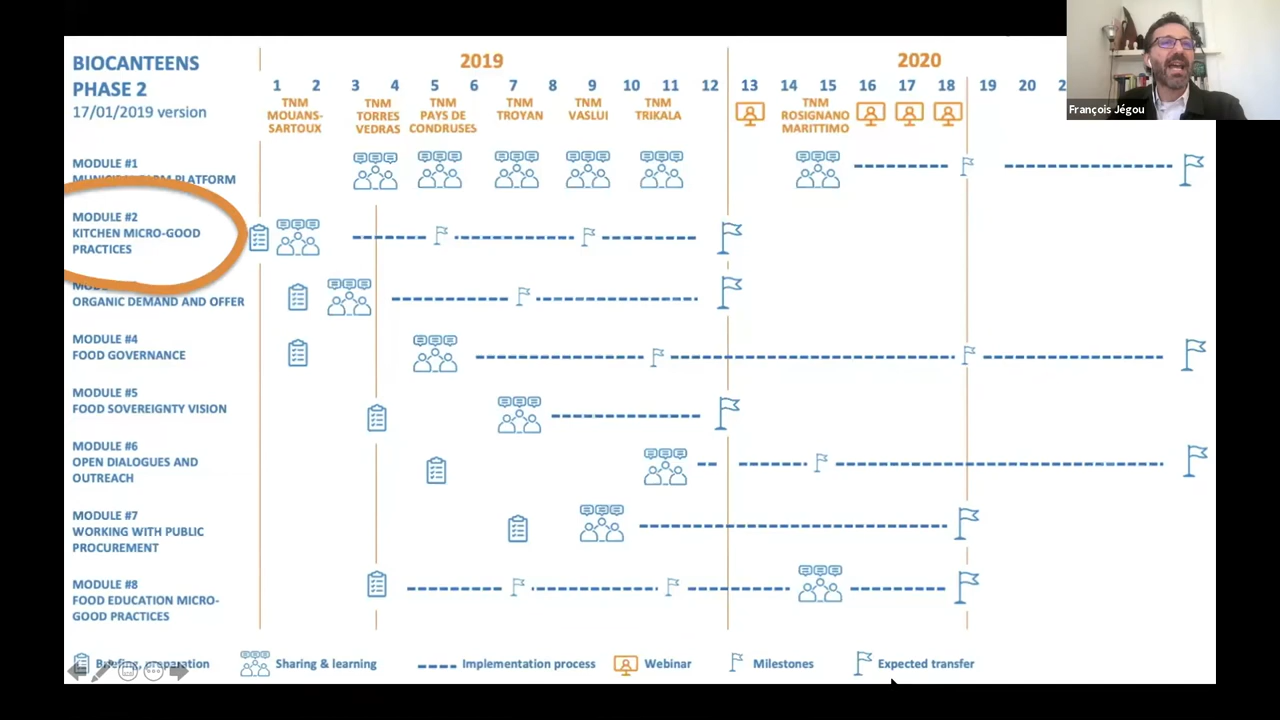 BIOCANTEENS
PHASE 2
17/01/2019 version
2019
2020
1 2 3 4 5 6 7 8 9 10 11 12 13 14 15 16 17 18 19 20
TNM MOUANS-SARTOUX
TNM TORRES VEDRAS
TNM PAYS DE CONDRUSES
TNM TROYAN
TNM VASLUI
TNM TRIKALA
TNM ROSIGNANO MARITTIMO
François Jégou
MODULE #1
MUNICIPAL FARM PLATFORM
MODULE #2
KITCHEN MICRO-GOOD
PRACTICES
ORGANIC DEMAND AND OFFER
MODULE #4
FOOD GOVERNANCE
MODULE #5
FOOD SOVEREIGNTY VISION
MODULE #6
OPEN DIALOGUES AND
OUTREACH
MODULE #7
WORKING WITH PUBLIC
PROCUREMENT
MODULE #8
FOOD EDUCATION MICRO-
GOOD PRACTICES
Briefing, preparation
Sharing & learning
Implementation process
Webinar
Milestones
Expected transfer